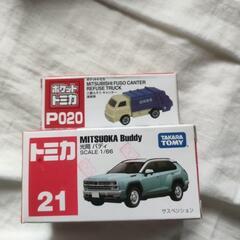 ポケット
トミカ
P020
MITSUBISHI FUSO CANTER
REFUSE TRUCK
トミカ
21
MITSUOKA Buddy
光岡 バディ
SCALE 1/66
TAKARA
TOMY
サスペンション